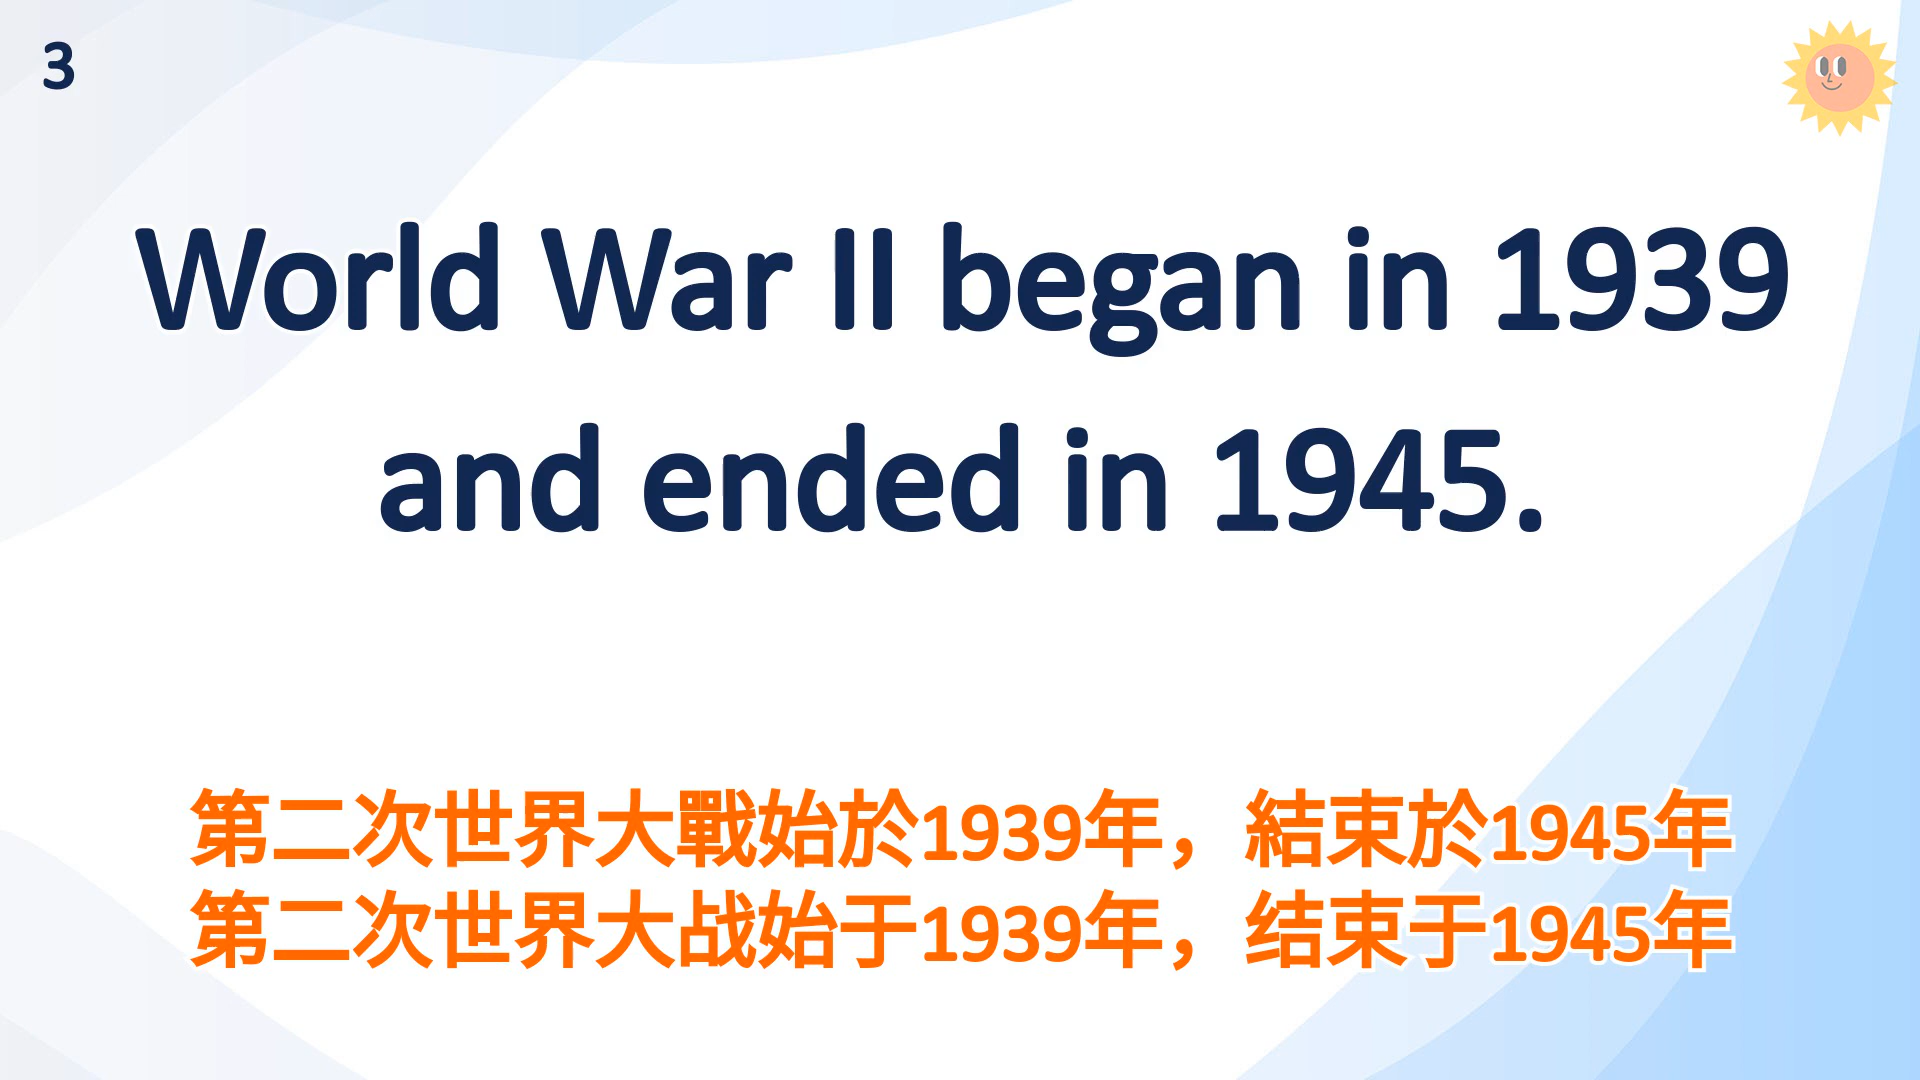 3
World War II began in 1939
and ended in 1945.
第二次世界大戰始於1939年，結束於1945年
第二次世界大战始于1939年，结束于1945年